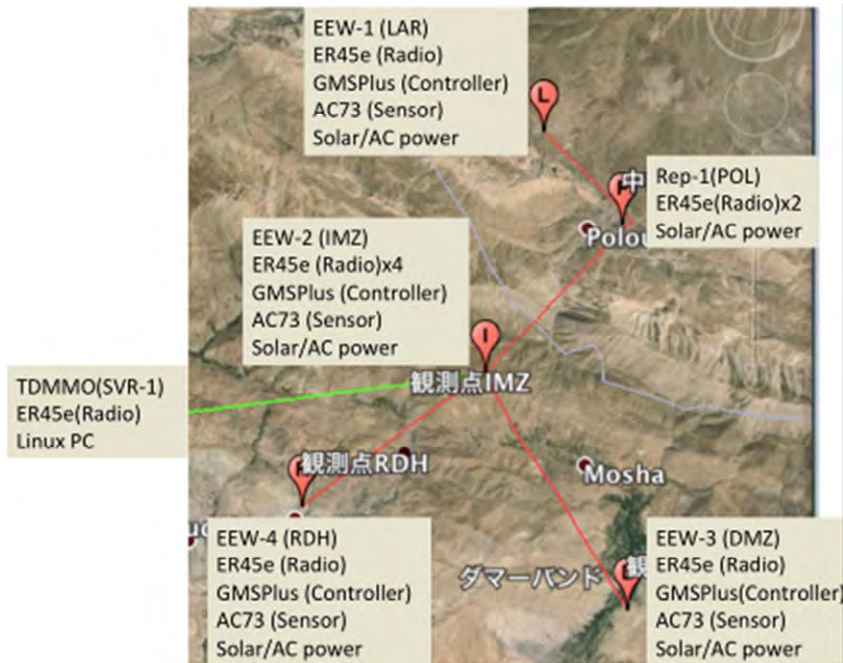 EEW-1 (LAR)
ER45e (Radio)
GMSPlus (Controller)
AC73 (Sensor)
Solar/AC power
L
中
Rep-1(POL)
ER45e(Radio)x2
Solar/AC power
Polou
EEW-2 (IMZ)
ER45e (Radio)x4
GMSPlus (Controller)
AC73 (Sensor)
Solar/AC power
I
観測点IMZ
TDMMO(SVR-1)
ER45e(Radio)
Linux PC
観測点RDH
Mosha
EEW-4 (RDH)
ER45e (Radio)
GMSPlus (Controller)
AC73 (Sensor)
Solar/AC power
ダマーバンド
観
EEW-3 (DMZ)
ER45e (Radio)
GMSPlus(Controller)
AC73 (Sensor)
Solar/AC power